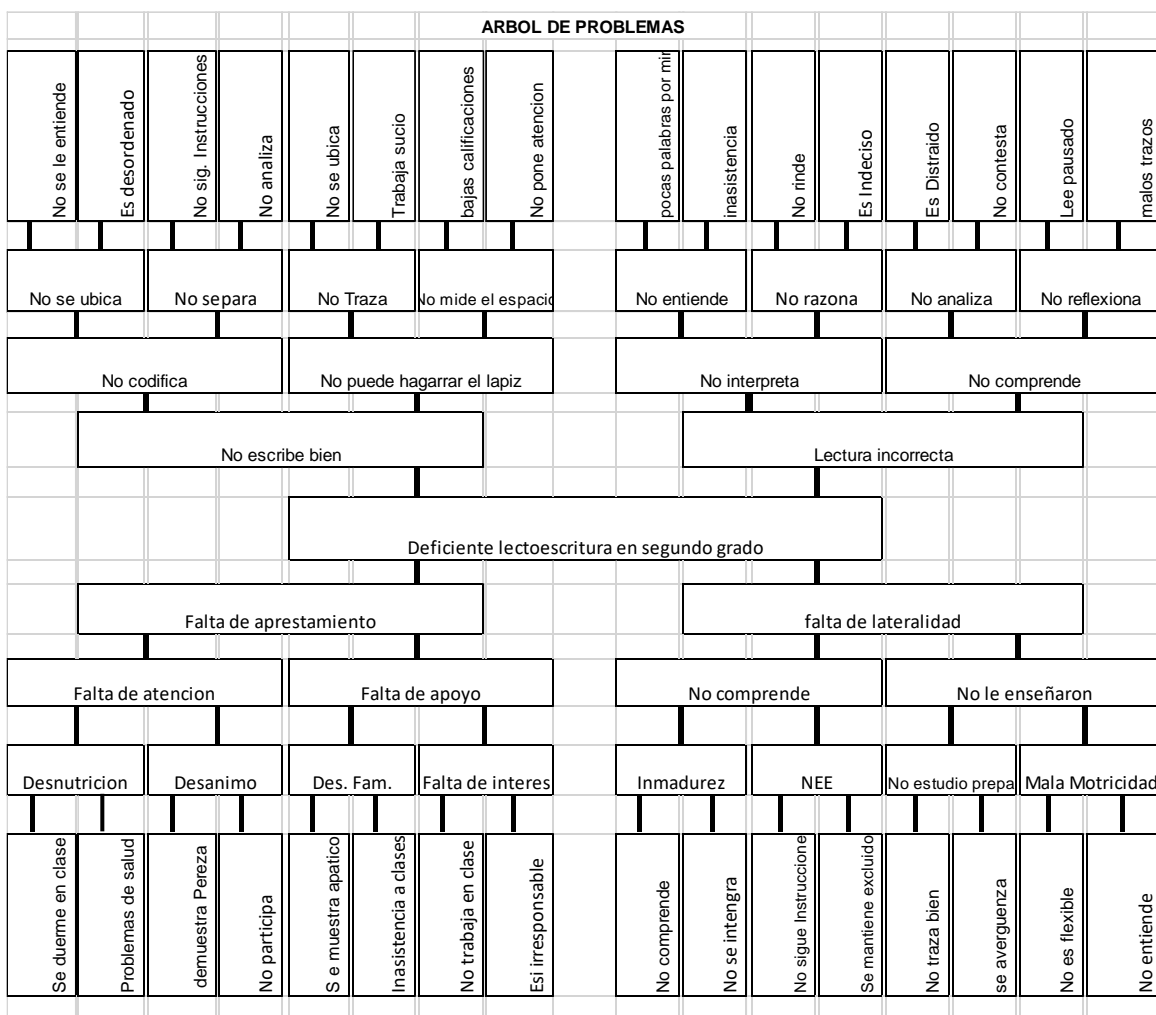 ARBOL DE PROBLEMAS
No se le entiende
Es desordenado
No sig. Instrucciones
No analiza
No se ubica
Trabaja sucio
bajas calificaciones
No pone atencion
pocas palabras por
inasistencia
No rinde
Es Indeciso
Es Distraido
No contesta
Lee pausado
malos trazos
No se ubica
No separa
No Traza
No mide el espacio
No entiende
No razona
No analiza
No reflexiona
No codifica
No puede hagarrar el lapiz
No interpreta
No comprende
No escribe bien
Lectura incorrecta
Deficiente lectoescritura en segundo grado
Falta de aprestamiento
falta de lateralidad
Falta de atencion
Falta de apoyo
No comprende
No le enseñaron
Desnutricion
Desanimo
Des. Fam.
Falta de interes
Inmadurez
NEE
No estudio prepa
Mala Motricidad
Se duerme en clase
Problemas de salud
demuestra Pereza
No participa
S e muestra apatico
Inasistencia a clases
No trabaja en clase
Esi irresponsable
No comprende
No se intengra
No sigue Instruccione
Se mantiene excluido
No traza bien
se averguenza
No es flexible
No entiende